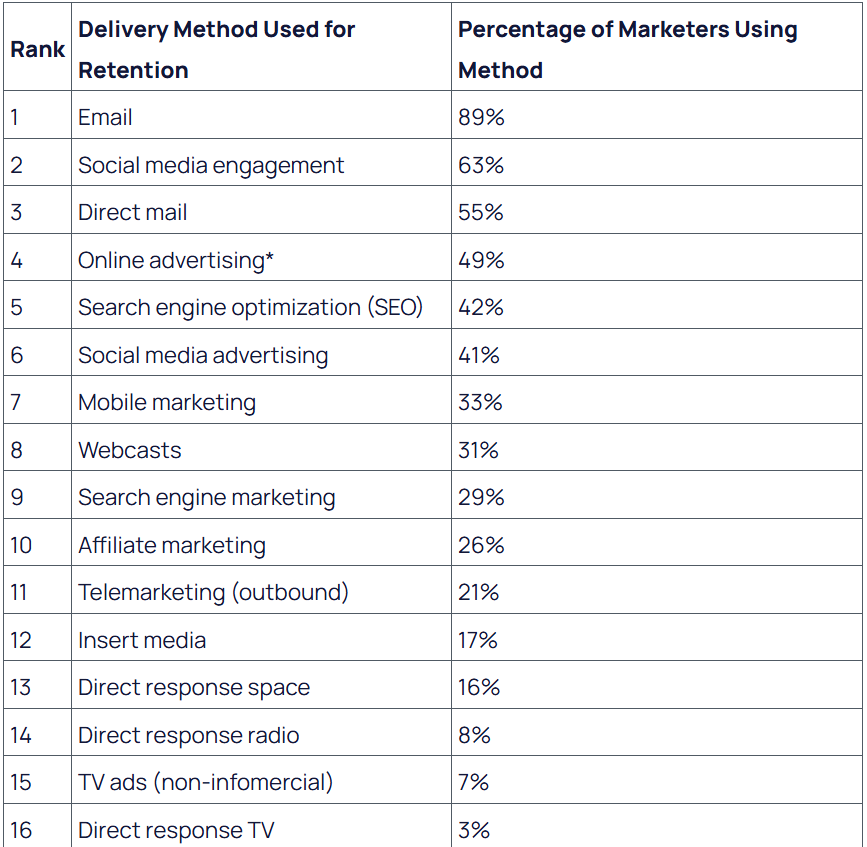 Rank Delivery Method Used for Retention Percentage of Marketers Using Method
1 Email 89%
2 Social media engagement 63%
3 Direct mail 55%
4 Online advertising* 49%
5 Search engine optimization (SEO) 42%
6 Social media advertising 41%
7 Mobile marketing 33%
8 Webcasts 31%
9 Search engine marketing 29%
10 Affiliate marketing 26%
11 Telemarketing (outbound) 21%
12 Insert media 17%
13 Direct response space 16%
14 Direct response radio 8%
15 TV ads (non-infomercial) 7%
16 Direct response TV 3%